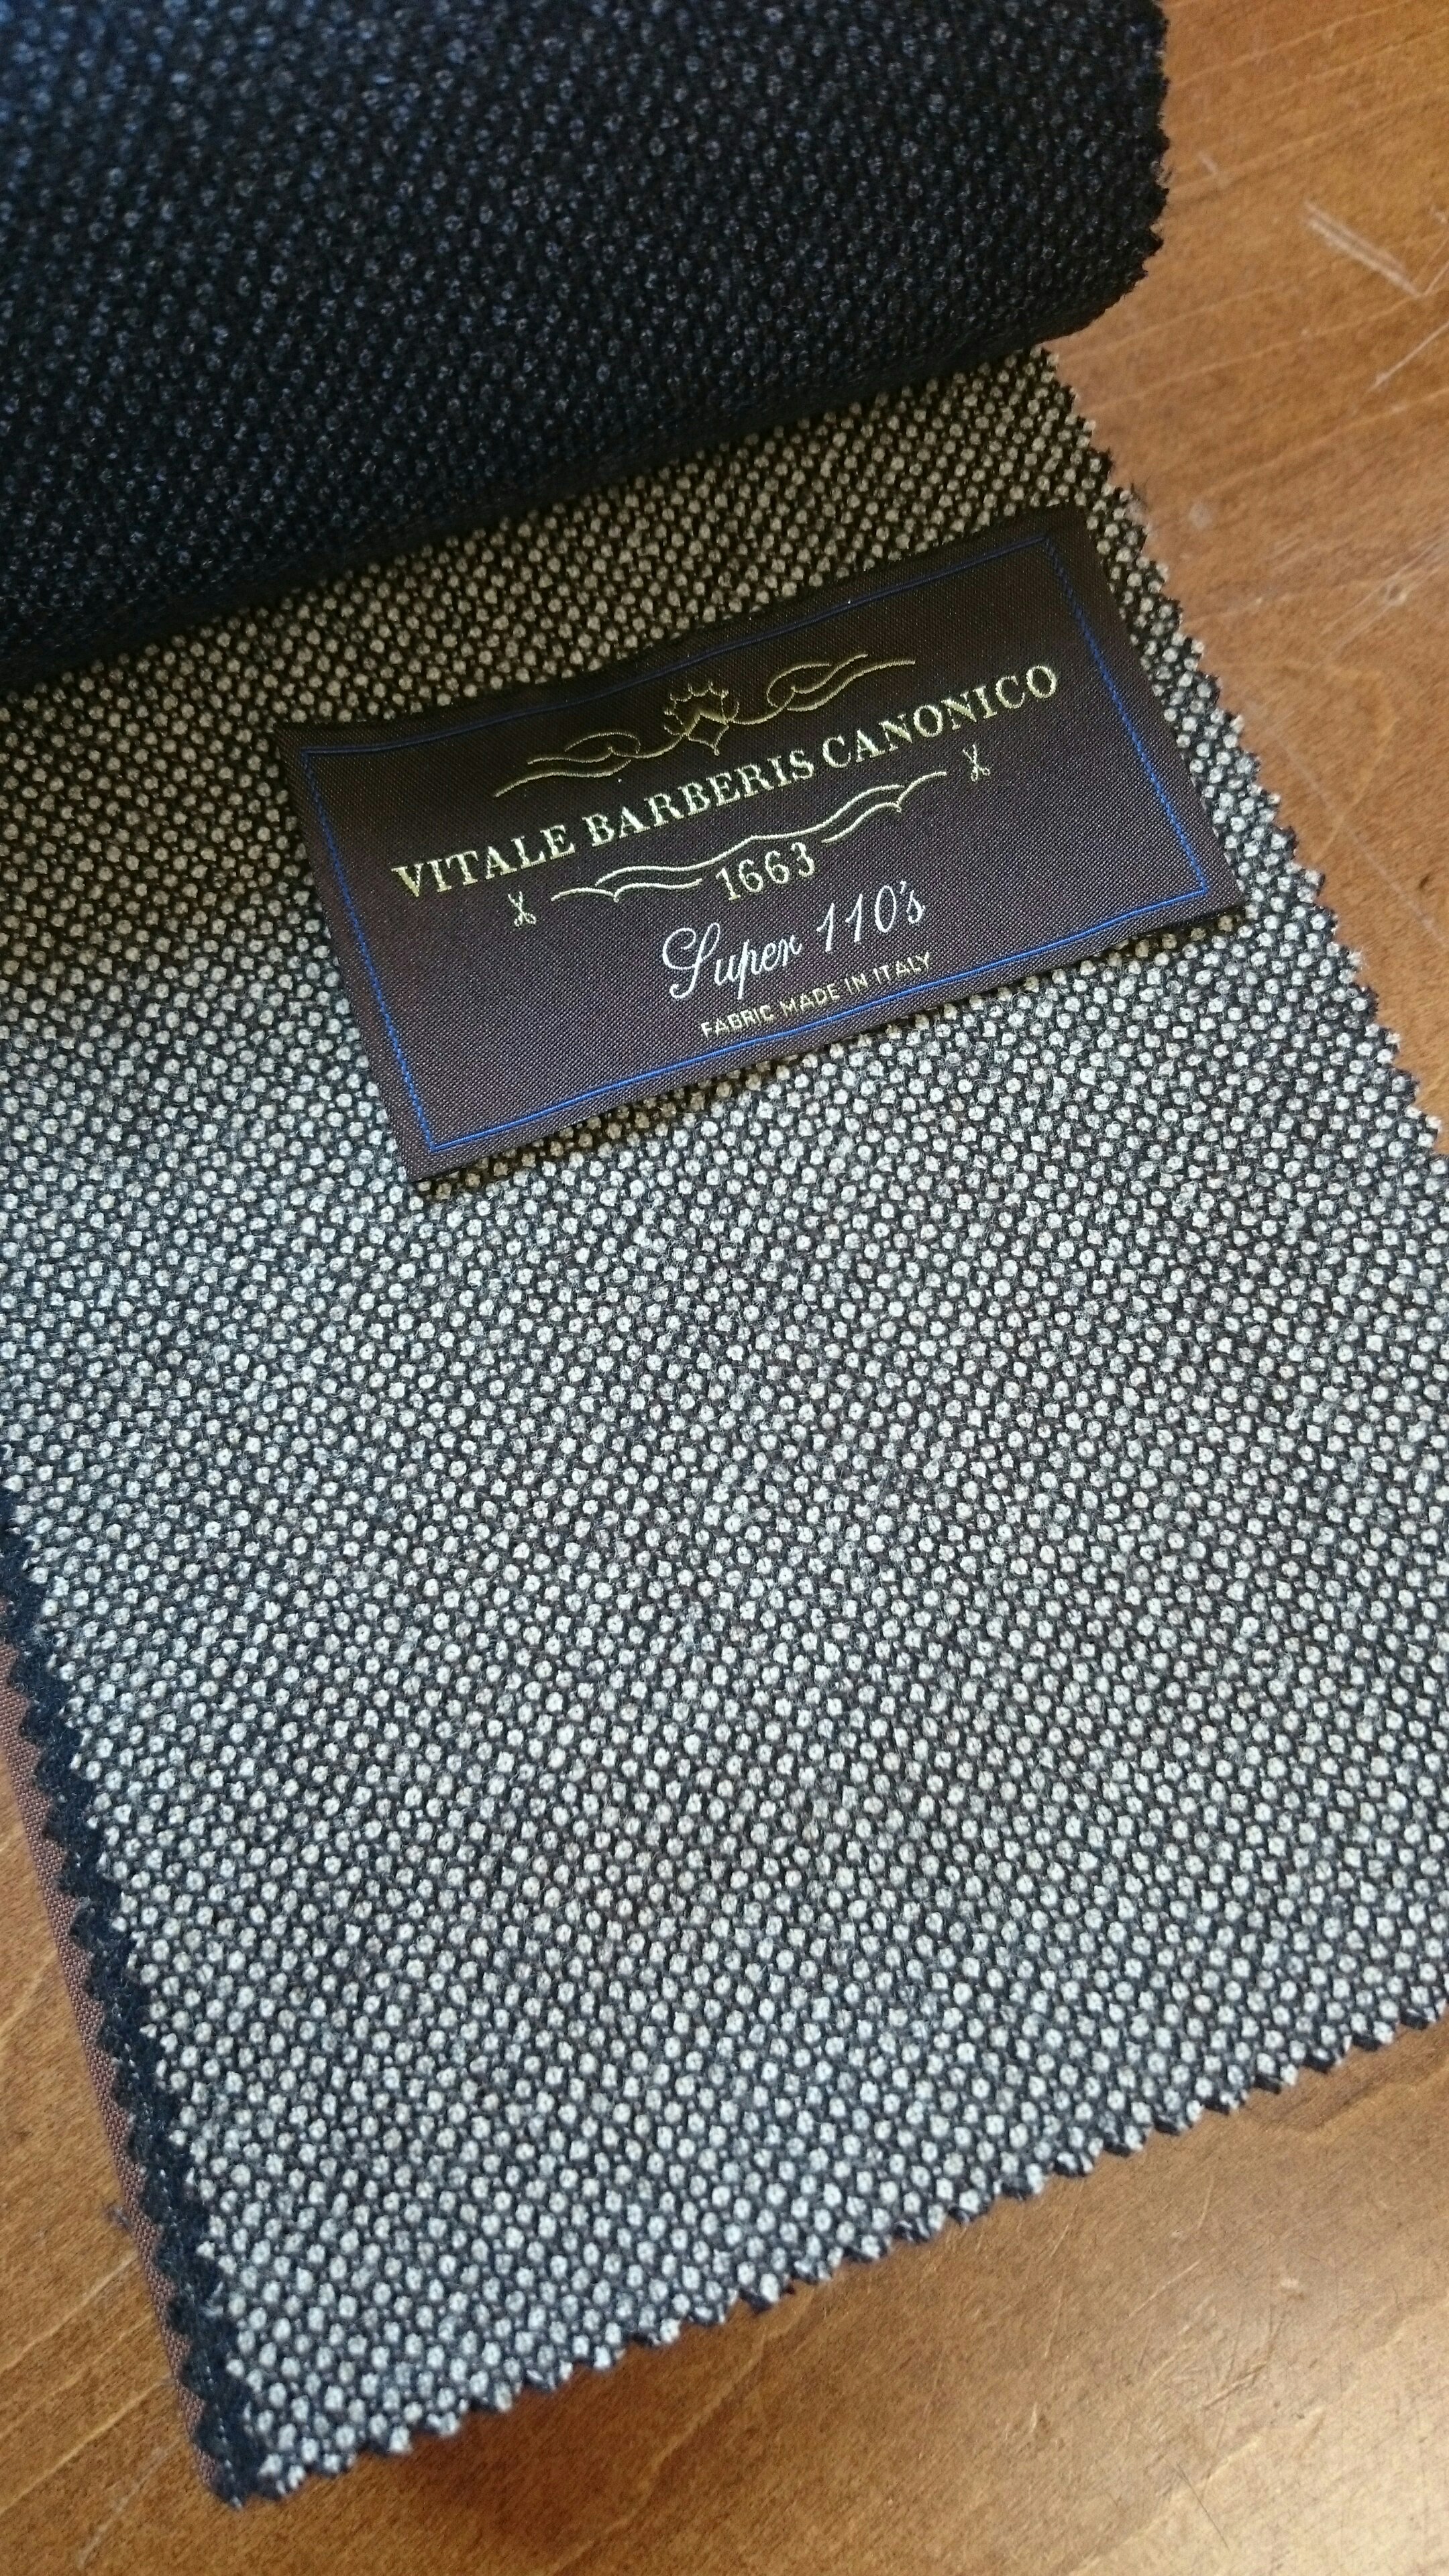 VITALE BARBERIS CANONICO
1663
Super 110's
FABRIC MADE IN ITALY